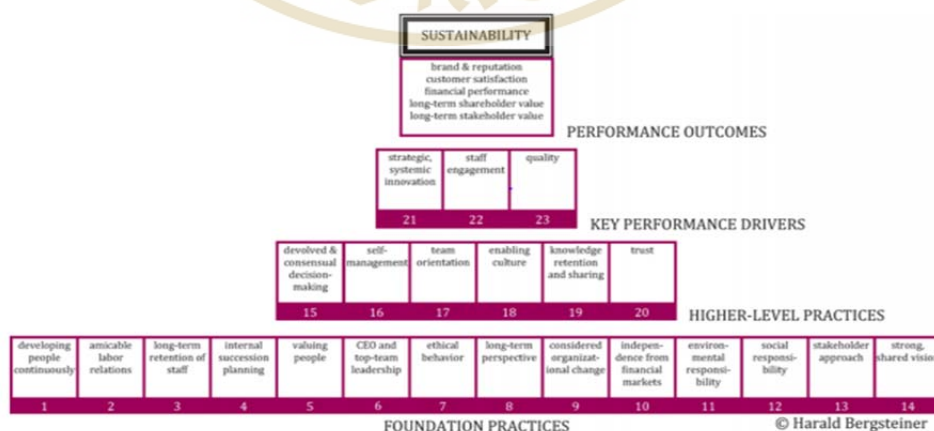 SUSTAINABILITY
brand & reputation
customer satisfaction
financial performance
long-term shareholder value
long-term stakeholder value
PERFORMANCE OUTCOMES
strategic,
systemic
innovation
21
staff
engagement
22
quality
23
KEY PERFORMANCE DRIVERS
devolved &
consensual
decision-
making
15
self-
management
16
team
orientation
17
enabling
culture
18
knowledge
retention
and sharing
19
trust
20
HIGHER-LEVEL PRACTICES
developing
people
continuously
1
amicable
labor
relations
2
long-term
retention of
staff
3
internal
succession
planning
4
valuing
people
5
CEO and
top-team
leadership
6
ethical
behavior
7
long-term
perspective
8
considered
organizat-
ional change
9
indepen-
dence from
financial
markets
10
environ-
mental
responsi-
bility
11
social
responsi-
bility
12
stakeholder
approach
13
strong,
shared visio
14
FOUNDATION PRACTICES
© Harald Bergsteiner